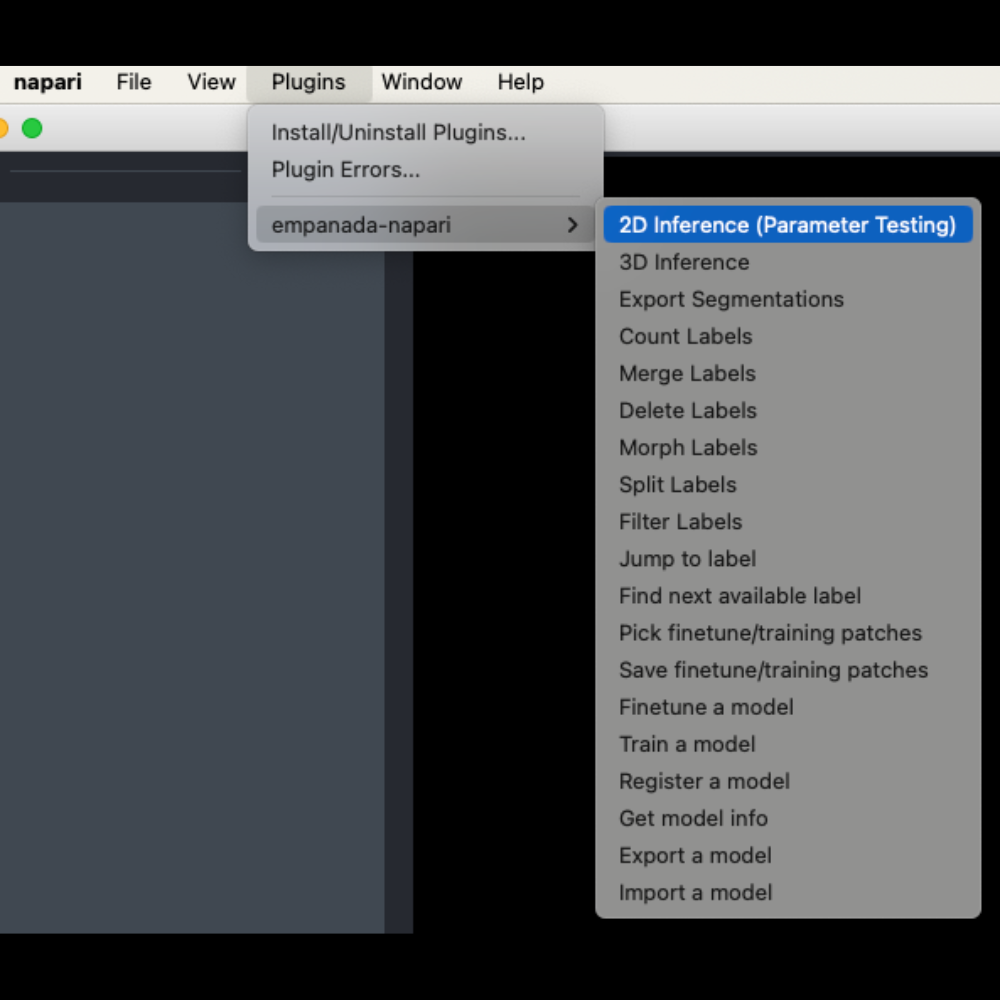 napari File View Plugins Window Help
Install/Uninstall Plugins...
Plugin Errors...
empanada-napari
2D Inference (Parameter Testing)
3D Inference
Export Segmentations
Count Labels
Merge Labels
Delete Labels
Morph Labels
Split Labels
Filter Labels
Jump to label
Find next available label
Pick finetune/training patches
Save finetune/training patches
Finetune a model
Train a model
Register a model
Get model info
Export a model
Import a model